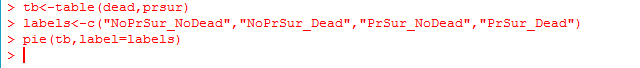 > tb<-table(dead,prsur)
> labels<-c("NoPrSur_NoDead","NoPrSur_Dead","PrSur_NoDead","PrSur_Dead")
> pie(tb,label=labels)
>